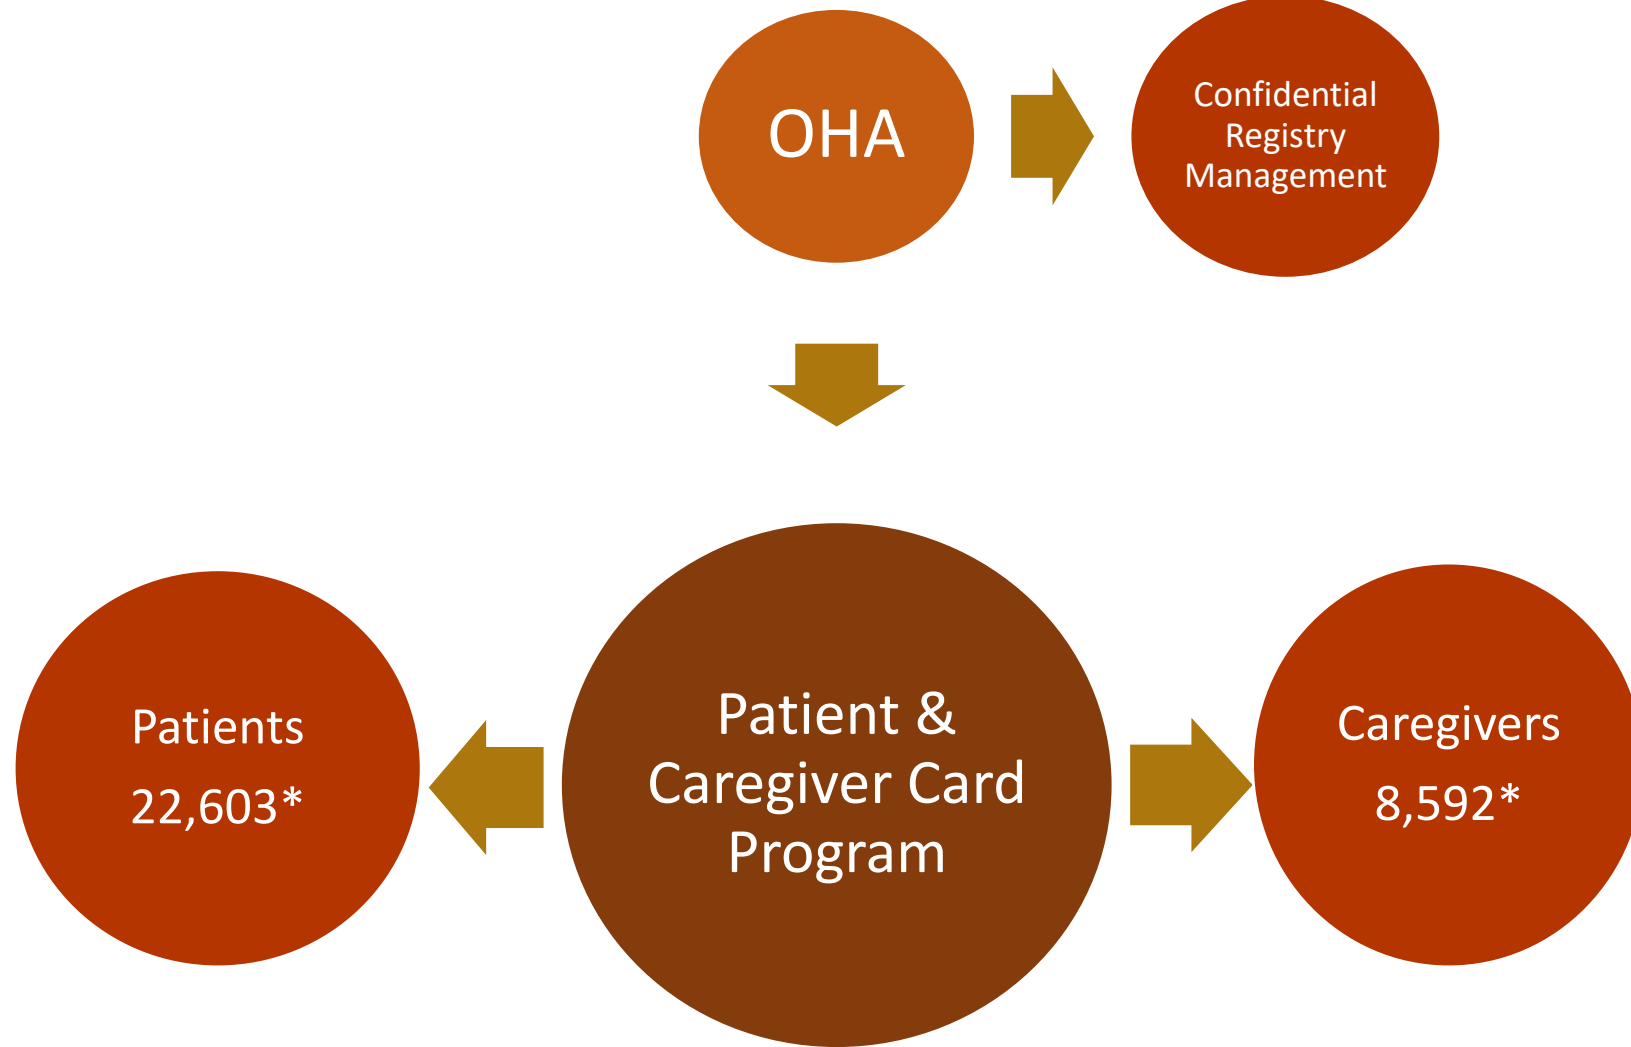 OHA
Confidential
Registry
Management
Patients
22,603*
Patient &
Caregiver Card
Program
Caregivers
8,592*